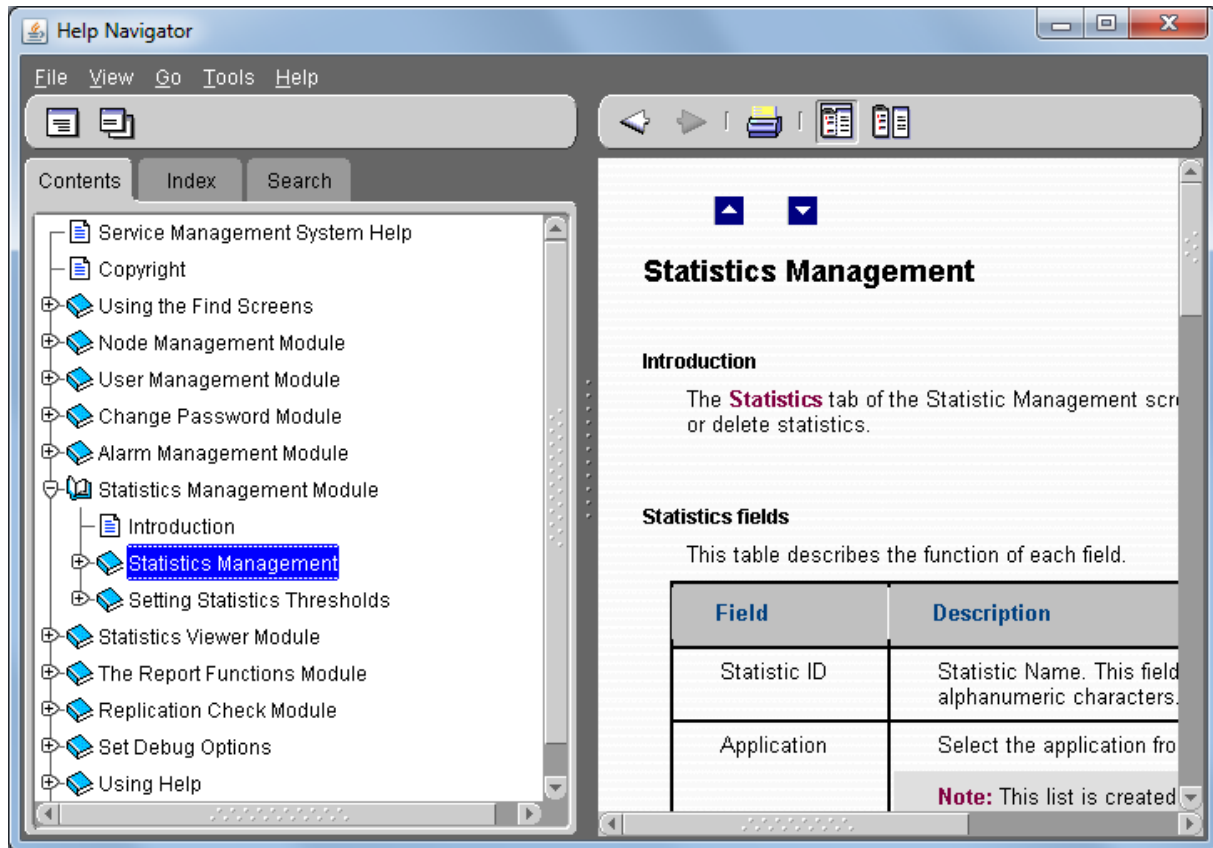 Help Navigator
File View Go Tools Help
Contents Index Search
Service Management System Help
Copyright
Using the Find Screens
Node Management Module
User Management Module
Change Password Module
Alarm Management Module
Statistics Management Module
Introduction
Statistics Management
Setting Statistics Thresholds
Statistics Viewer Module
The Report Functions Module
Replication Check Module
Set Debug Options
Using Help
Statistics Management
Introduction
The Statistics tab of the Statistic Management scr
or delete statistics.
Statistics fields
This table describes the function of each field.
Field Description
Statistic ID Statistic Name. This field
alphanumeric characters.
Application Select the application fro
Note: This list is created